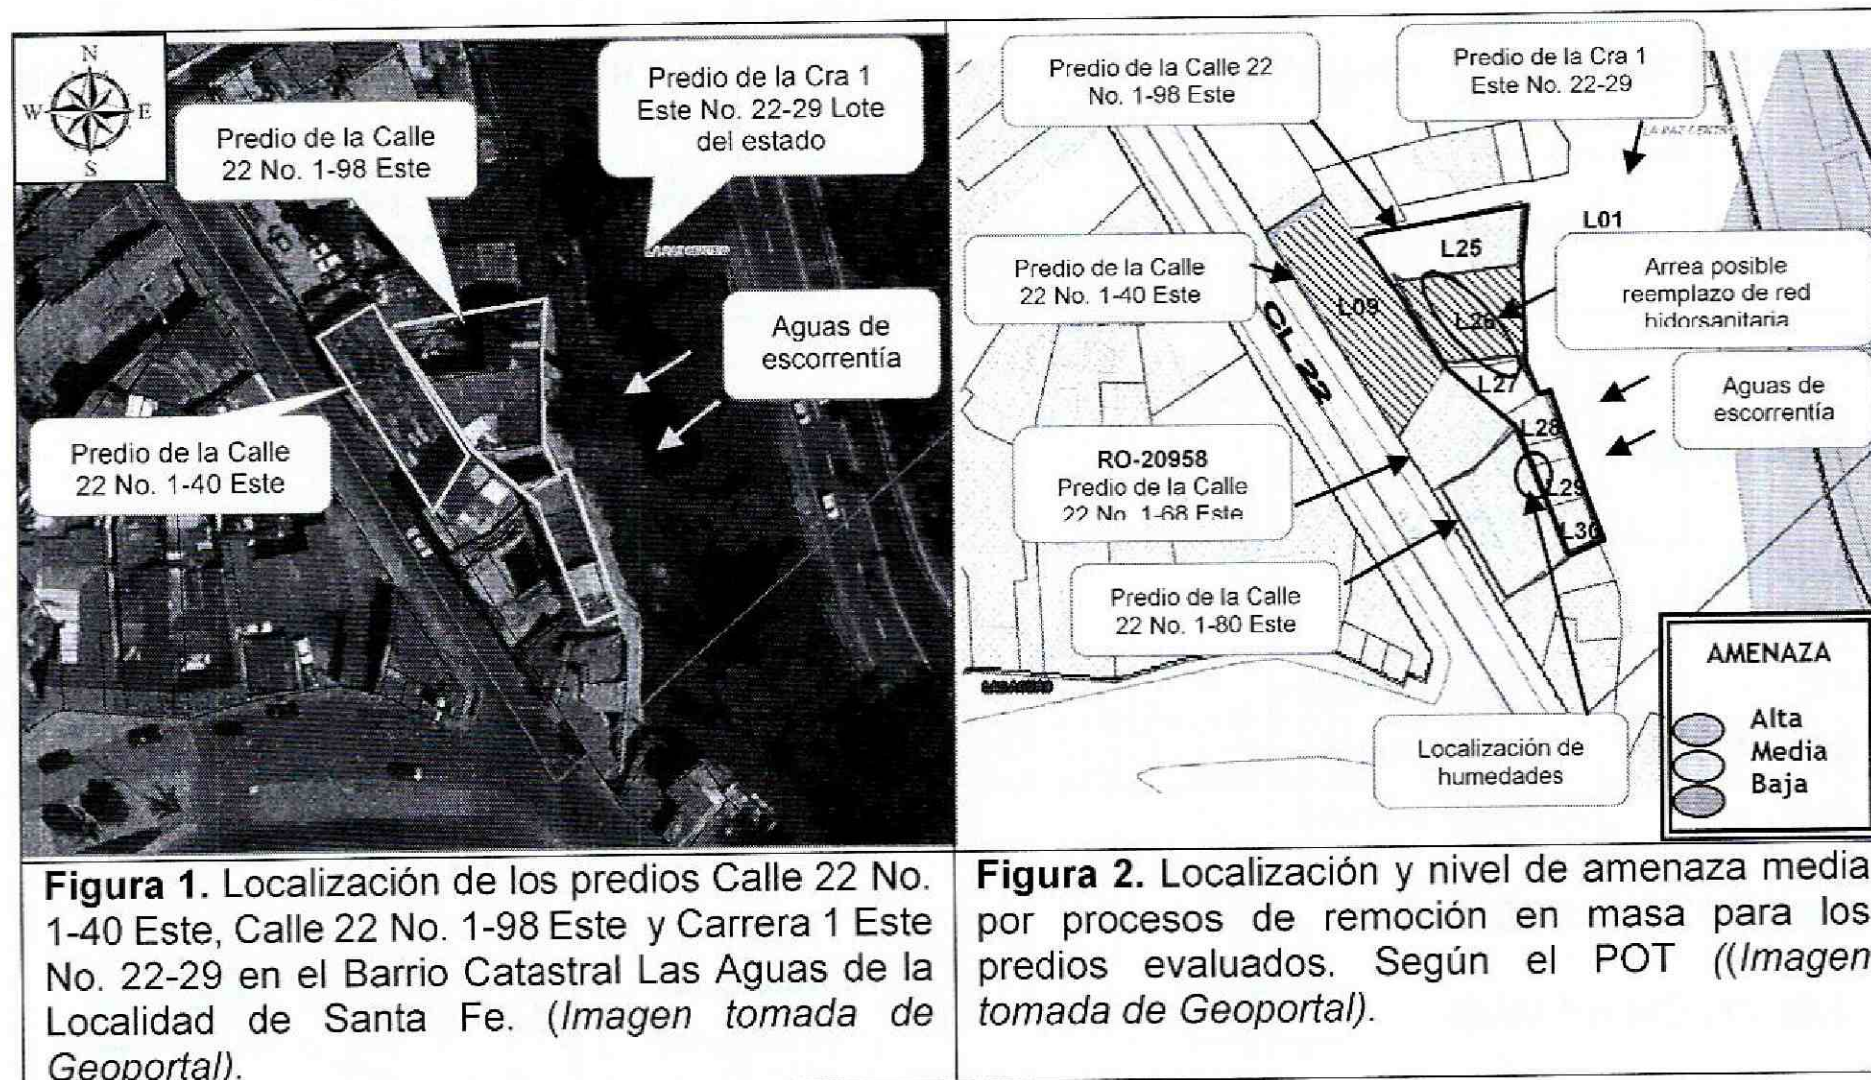 N
W E
S
Predio de la Calle
22 No. 1-98 Este
Predio de la Cra 1
Este No. 22-29 Lote
del estado
Aguas de
escorrentía
Predio de la Calle
22 No. 1-40 Este
Figura 1. Localización de los predios Calle 22 No.
1-40 Este, Calle 22 No. 1-98 Este y Carrera 1 Este
No. 22-29 en el Barrio Catastral Las Aguas de la
Localidad de Santa Fe. (Imagen tomada de
Geoportal).
Predio de la Calle 22
No. 1-98 Este
Predio de la Cra 1
Este No. 22-29
LA PAZ CENTRO
L01
L25
Predio de la Calle
22 No. 1-40 Este
Arrea posible
reemplazo de red
hidorsanitaria
L09
L26
CL 22
L27
Aguas de
escorrentía
L28
RO-20958
Predio de la Calle
22 No. 1-68 Este
L29
L30
Predio de la Calle
22 No. 1-80 Este
AMENAZA
Alta
Media
Baja
Localización de
humedades
Figura 2. Localización y nivel de amenaza media
por procesos de remoción en masa para los
predios evaluados. Según el POT ((Imagen
tomada de Geoportal).